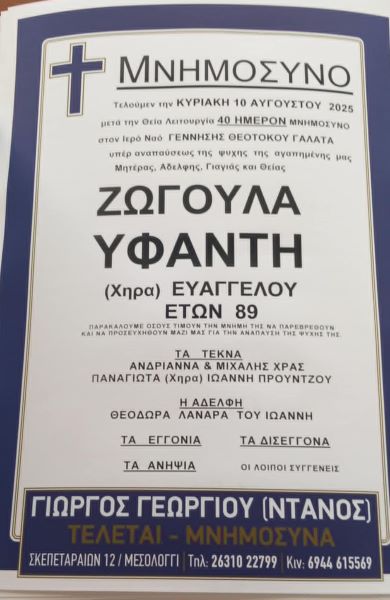 ΜΝΗΜΟΣΥΝΟ
Τελούμεν την ΚΥΡΙΑΚΗ 10 ΑΥΓΟΥΣΤΟΥ 2025
μετά την Θεία Λειτουργία 40 ΗΜΕΡΟΝ ΜΝΗΜΟΣΥΝΟ
στον Ιερό Ναό ΓΕΝΝΗΣΗΣ ΘΕΟΤΟΚΟΥ ΓΑΛΑΤΑ
υπέρ αναπαύσεως της ψυχης της αγαπημένης μας
Μητέρας, Αδελφης, Γιαγιάς και Θείας
ΖΩΓΟΥΛΑ
ΥΦΑΝΤΗ
(Χηρα) ΕΥΑΓΓΕΛΟΥ
ΕΤΩΝ 89
ΠΑΡΑΚΑΛΟΥΜΕ ΟΣΟΥΣ ΤΙΜΟΥΝ ΤΗΝ ΜΝΗΜΗ ΤΗΣ ΝΑ ΠΑΡΕΒΡΕΘΟΥΝ
ΚΑΙ ΝΑ ΠΡΟΣΕΥΧΗΘΟΥΝ ΜΑΖΙ ΜΑΣ ΓΙΑ ΤΗΝ ΑΝΑΠΑΥΣΗ ΤΗΣ ΨΥΧΗΣ ΤΗΣ.
ΤΑ ΤΕΚΝΑ
ΑΝΔΡΙΑΝΝΑ & ΜΙΧΑΛΗΣ ΧΡΑΣ
ΠΑΝΑΓΙΩΤΑ (Χηρα) ΙΩΑΝΝΗ ΠΡΟΥΝΤΖΟΥ
Η ΑΔΕΛΦΗ
ΘΕΟΔΩΡΑ ΛΑΝΑΡΑ ΤΟΥ ΙΩΑΝΝΗ
ΤΑ ΕΓΓΟΝΙΑ ΤΑ ΔΙΣΕΓΓΟΝΑ
ΤΑ ΑΝΗΨΙΑ ΟΙ ΛΟΙΠΟΙ ΣΥΓΓΕΝΕΙΣ
ΓΙΩΡΓΟΣ ΓΕΩΡΓΙΟΥ (ΝΤΑΝΟΣ)
ΤΕΛΕΤΑΙ - ΜΝΗΜΟΣΥΝΑ
ΣΚΕΠΕΤΑΡΑΙΩΝ 12 / ΜΕΣΟΛΟΓΓΙ Τηλ: 26310 22799 Κιν: 6944 615569